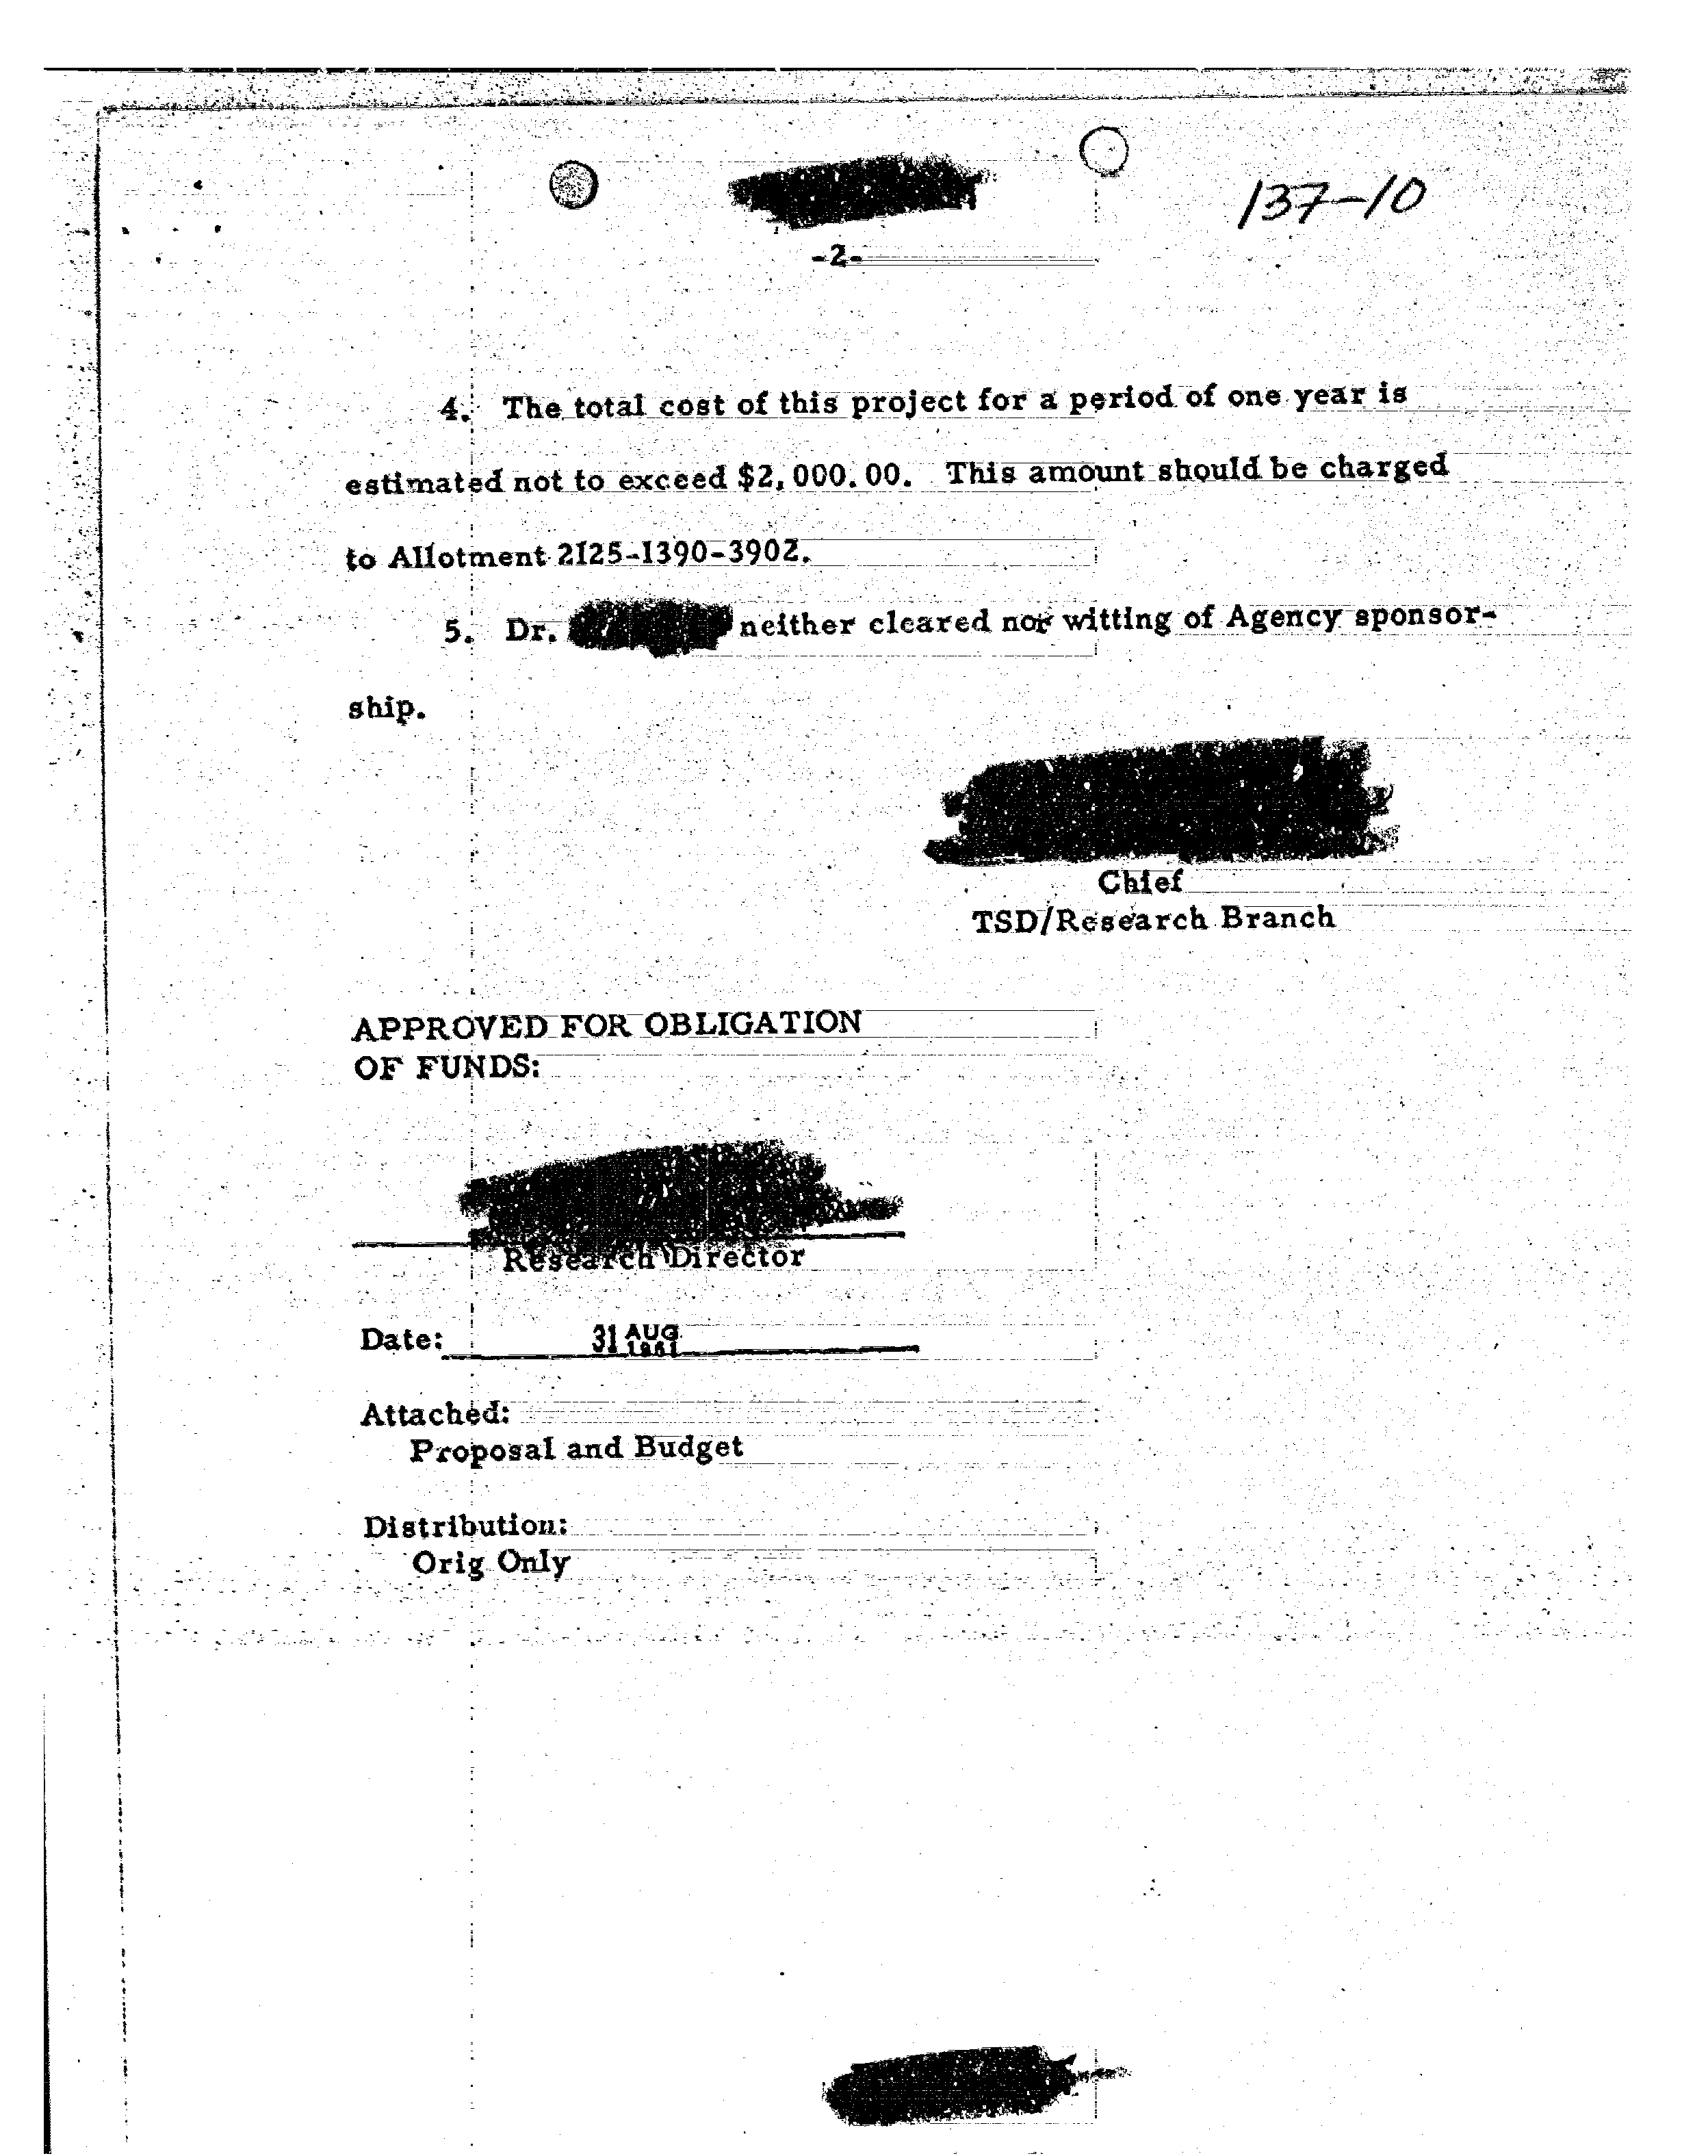 137-10
-2-
4. The total cost of this project for a period of one year is
estimated not to exceed $2,000.00. This amount should be charged
to Allotment 2125-1390-3902.
5. Dr. neither cleared nor witting of Agency sponsor-
ship.
Chief
TSD/Research Branch
APPROVED FOR OBLIGATION
OF FUNDS:
Research Director
Date: 31 AUG 1961
Attached:
Proposal and Budget
Distribution:
Orig Only